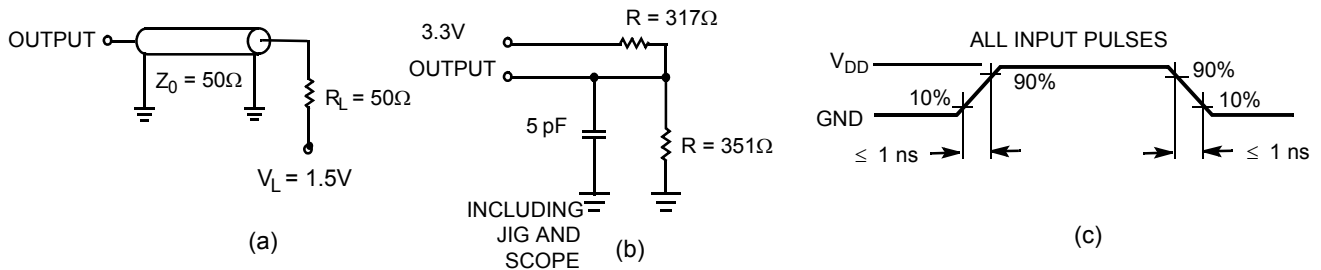 OUTPUT
Z0 = 50Ω
RL = 50Ω
VL = 1.5V
(a)
R = 317Ω
3.3V
OUTPUT
5 pF
R = 351Ω
INCLUDING
JIG AND
SCOPE
(b)
ALL INPUT PULSES
VDD
90%
90%
10%
10%
GND
≤ 1 ns
≤ 1 ns
(c)